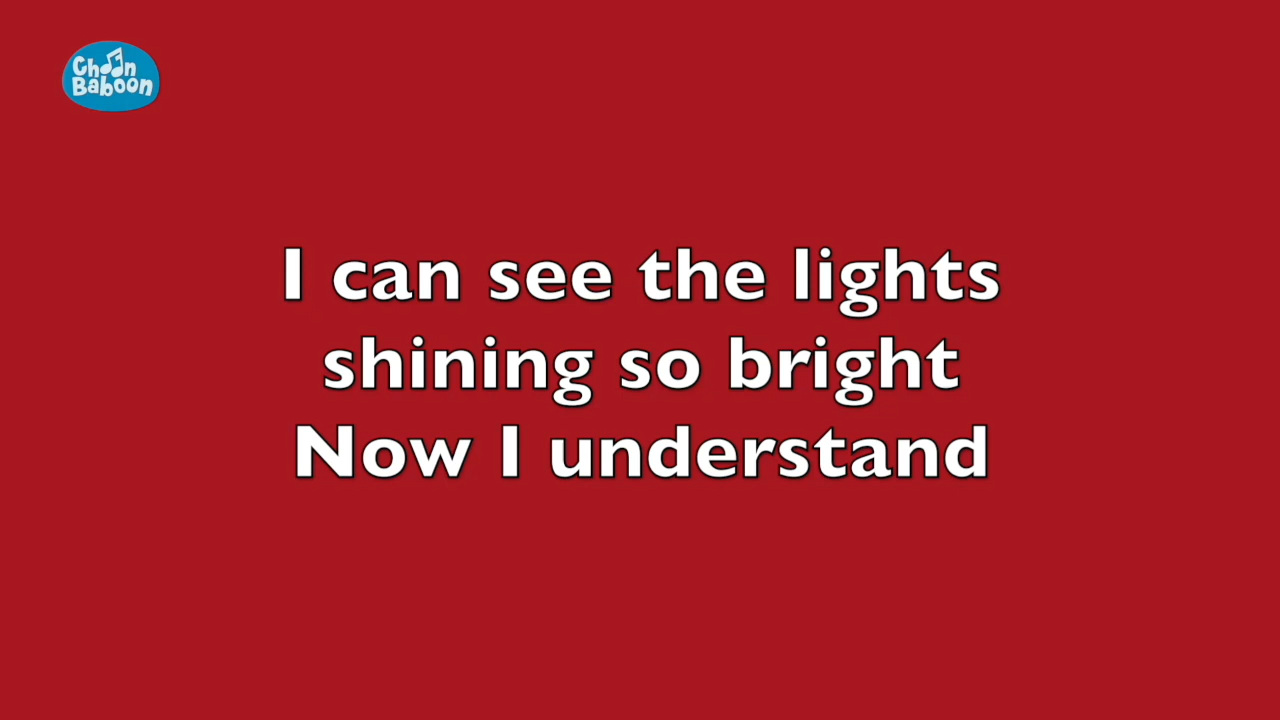 Choon
Baboon
I can see the lights
shining so bright
Now I understand